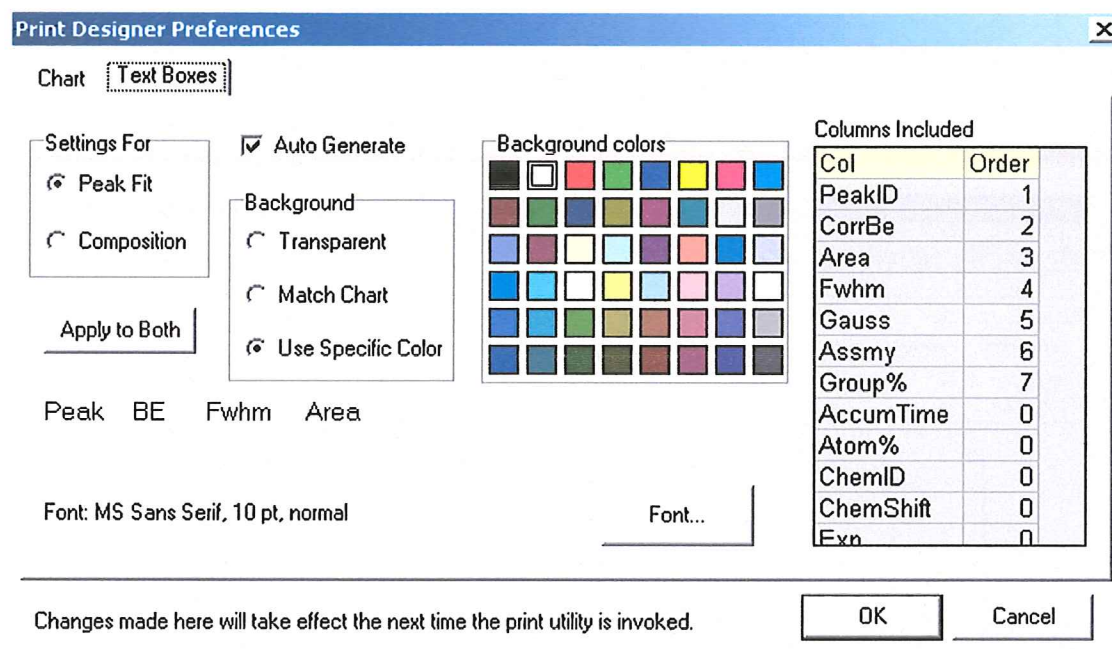 Print Designer Preferences
Chart Text Boxes
Settings For
Peak Fit
Composition
Apply to Both
Auto Generate
Background
Transparent
Match Chart
Use Specific Color
Background colors
Columns Included
Col Order
PeakID 1
CorrBe 2
Area 3
Fwhm 4
Gauss 5
Assmy 6
Group% 7
AccumTime 0
Atom% 0
ChemID 0
ChemShift 0
Exp 0
Peak BE Fwhm Area
Font: MS Sans Serif, 10 pt, normal
Font...
Changes made here will take effect the next time the print utility is invoked.
OK Cancel